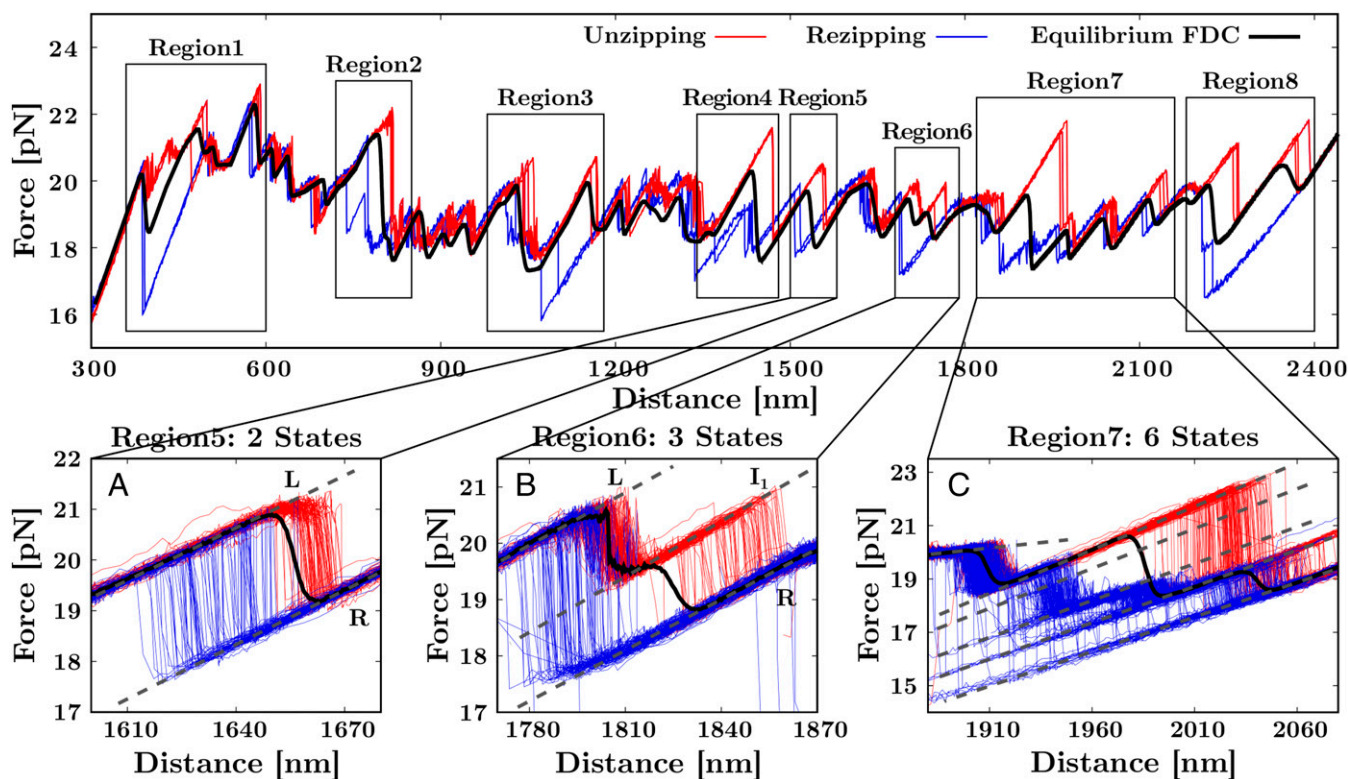 Unzipping Rezipping Equilibrium FDC
Region1
Region2
Region3
Region4 Region5
Region6
Region7
Region8
Force [pN]
24
22
20
18
16
300 600 900 1200 1500 1800 2100 2400
Distance [nm]
Region5: 2 States
A
L
R
Force [pN]
22
21
20
19
18
17
1610 1640 1670
Distance [nm]
Region6: 3 States
B
L
I₁
R
Force [pN]
21
20
19
18
17
1780 1810 1840 1870
Distance [nm]
Region7: 6 States
C
Force [pN]
23
21
19
17
15
1910 1960 2010 2060
Distance [nm]